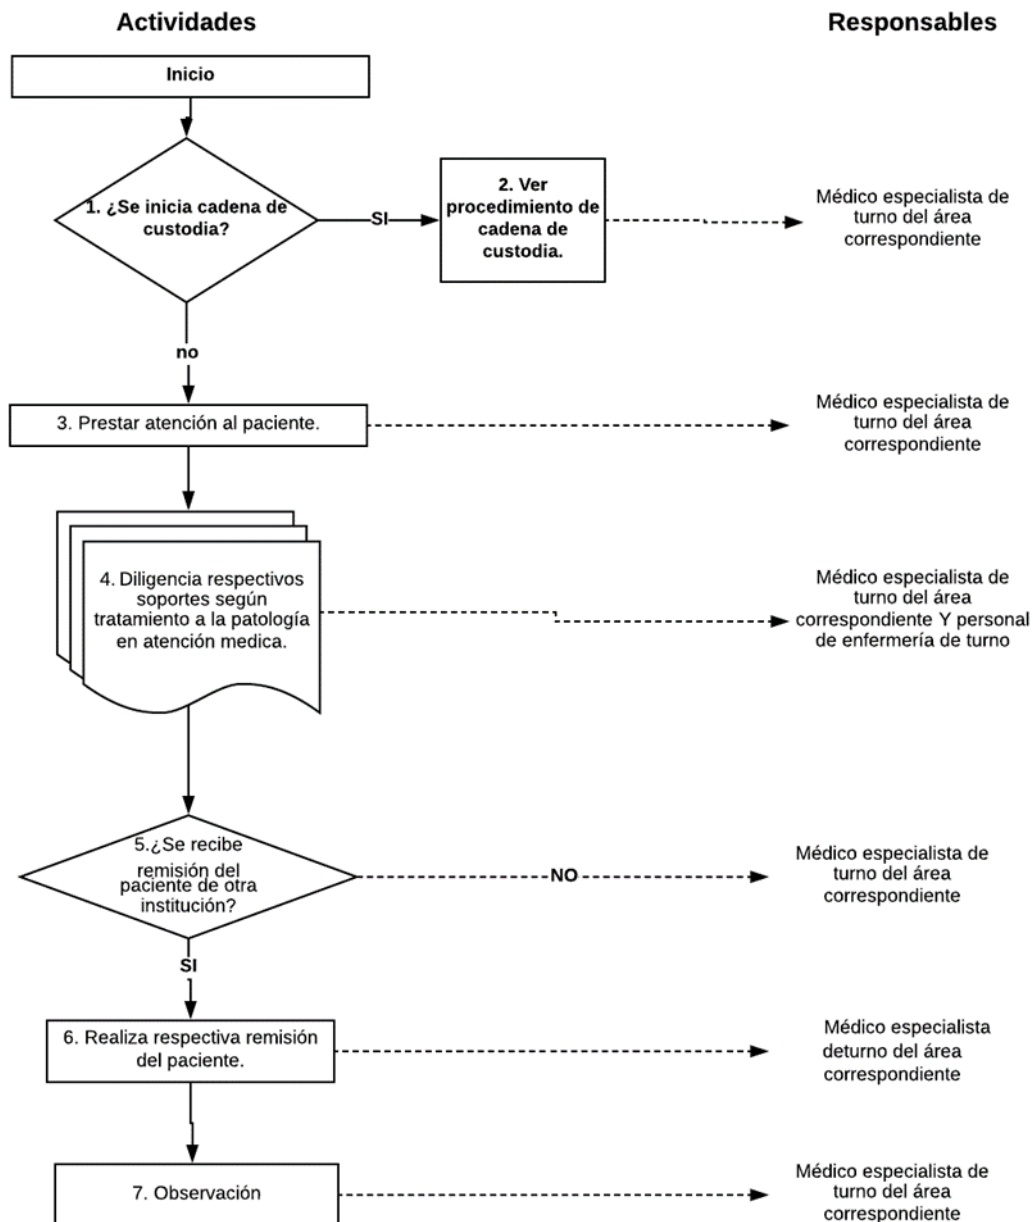 Actividades
Responsables
Inicio
1. ¿Se inicia cadena de
custodia?
SI
2. Ver
procedimiento de
cadena de
custodia.
Médico especialista de
turno del área
correspondiente
no
3. Prestar atención al paciente.
Médico especialista de
turno del área
correspondiente
4. Diligencia respectivos
soportes según
tratamiento a la patología
en atención medica.
Médico especialista de
turno del área
correspondiente Y personal
de enfermería de turno
5.¿Se recibe
remisión del
paciente de otra
institución?
NO
Médico especialista de
turno del área
correspondiente
SI
6. Realiza respectiva remisión
del paciente.
Médico especialista
deturno del área
correspondiente
7. Observación
Médico especialista de
turno del área
correspondiente